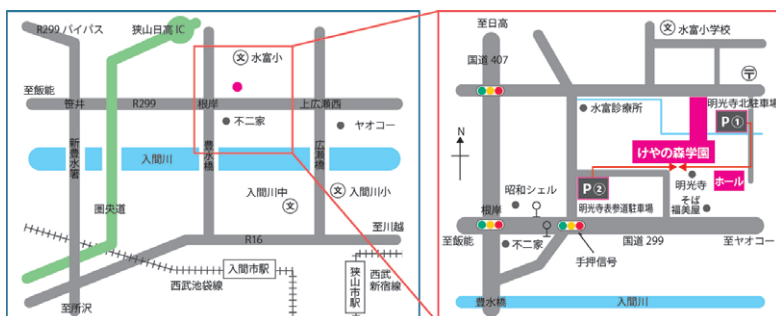 R299 バイパス
狭山日高IC
文 水富小
至飯能
笹井
R299
根岸
上広瀬西
不二家
ヤオコー
新豊水署
豊水橋
広瀬橋
入間川
入間川中
文
文 入間川小
圏央道
至川越
R16
入間市駅
西武池袋線
狭山市駅
西武
新宿線
至所沢
至日高
文 水富小学校
国道 407
〒
水富診療所
明光寺北駐車場
P①
N
けやの森学園
昭和シェル
P②
明光寺表参道駐車場
明光寺
ホール
そば
福美屋
根岸
至飯能
不二家
国道 299
至ヤオコー
手押信号
豊水橋
入間川